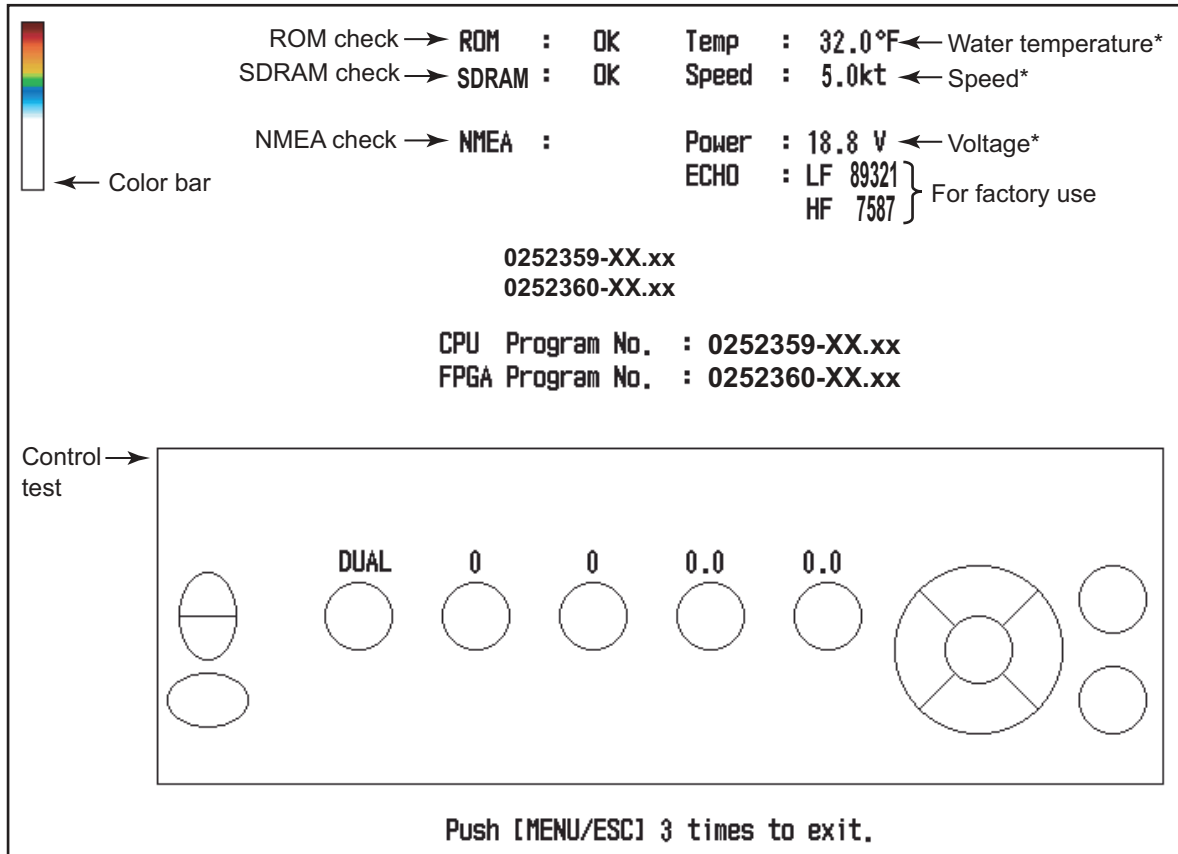 ROM check ROM : OK Temp : 32.0°F Water temperature*
SDRAM check SDRAM : OK Speed : 5.0kt Speed*
NMEA check NMEA : Power : 18.8 V Voltage*
Color bar ECHO : LF 89321 For factory use
HF 7587
0252359-XX.xx
0252360-XX.xx
CPU Program No. : 0252359-XX.xx
FPGA Program No. : 0252360-XX.xx
Control
test
DUAL 0 0 0.0 0.0
Push [MENU/ESC] 3 times to exit.